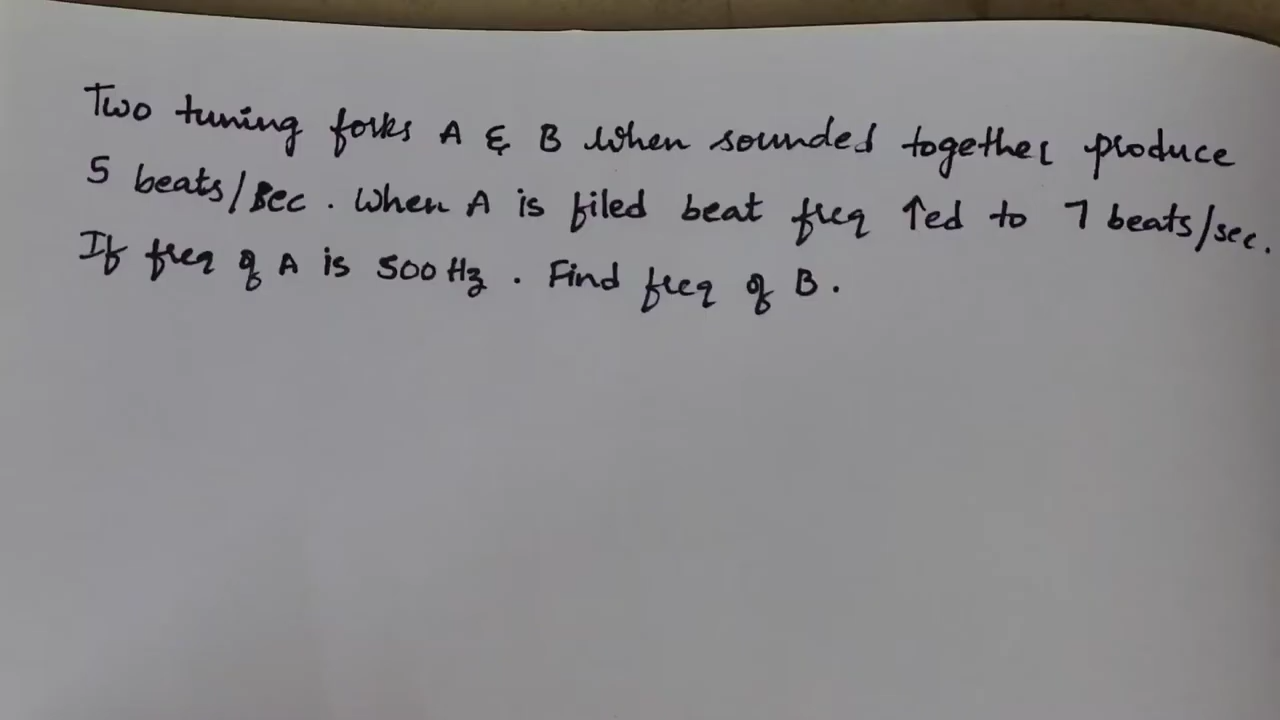 Two tuning forks A & B when sounded together produce
5 beats/sec. When A is filed beat freq ↑ed to 7 beats/sec.
If freq of A is 500 Hz. Find freq of B.